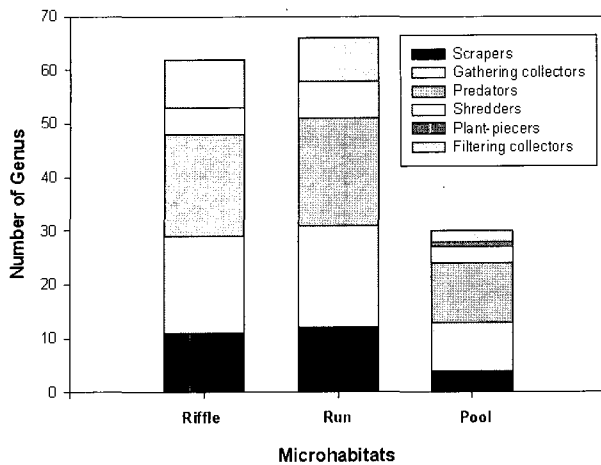 Number of Genus
70
60
50
40
30
20
10
0
Scrapers
Gathering collectors
Predators
Shredders
Plant-piecers
Filtering collectors
Riffle
Run
Pool
Microhabitats